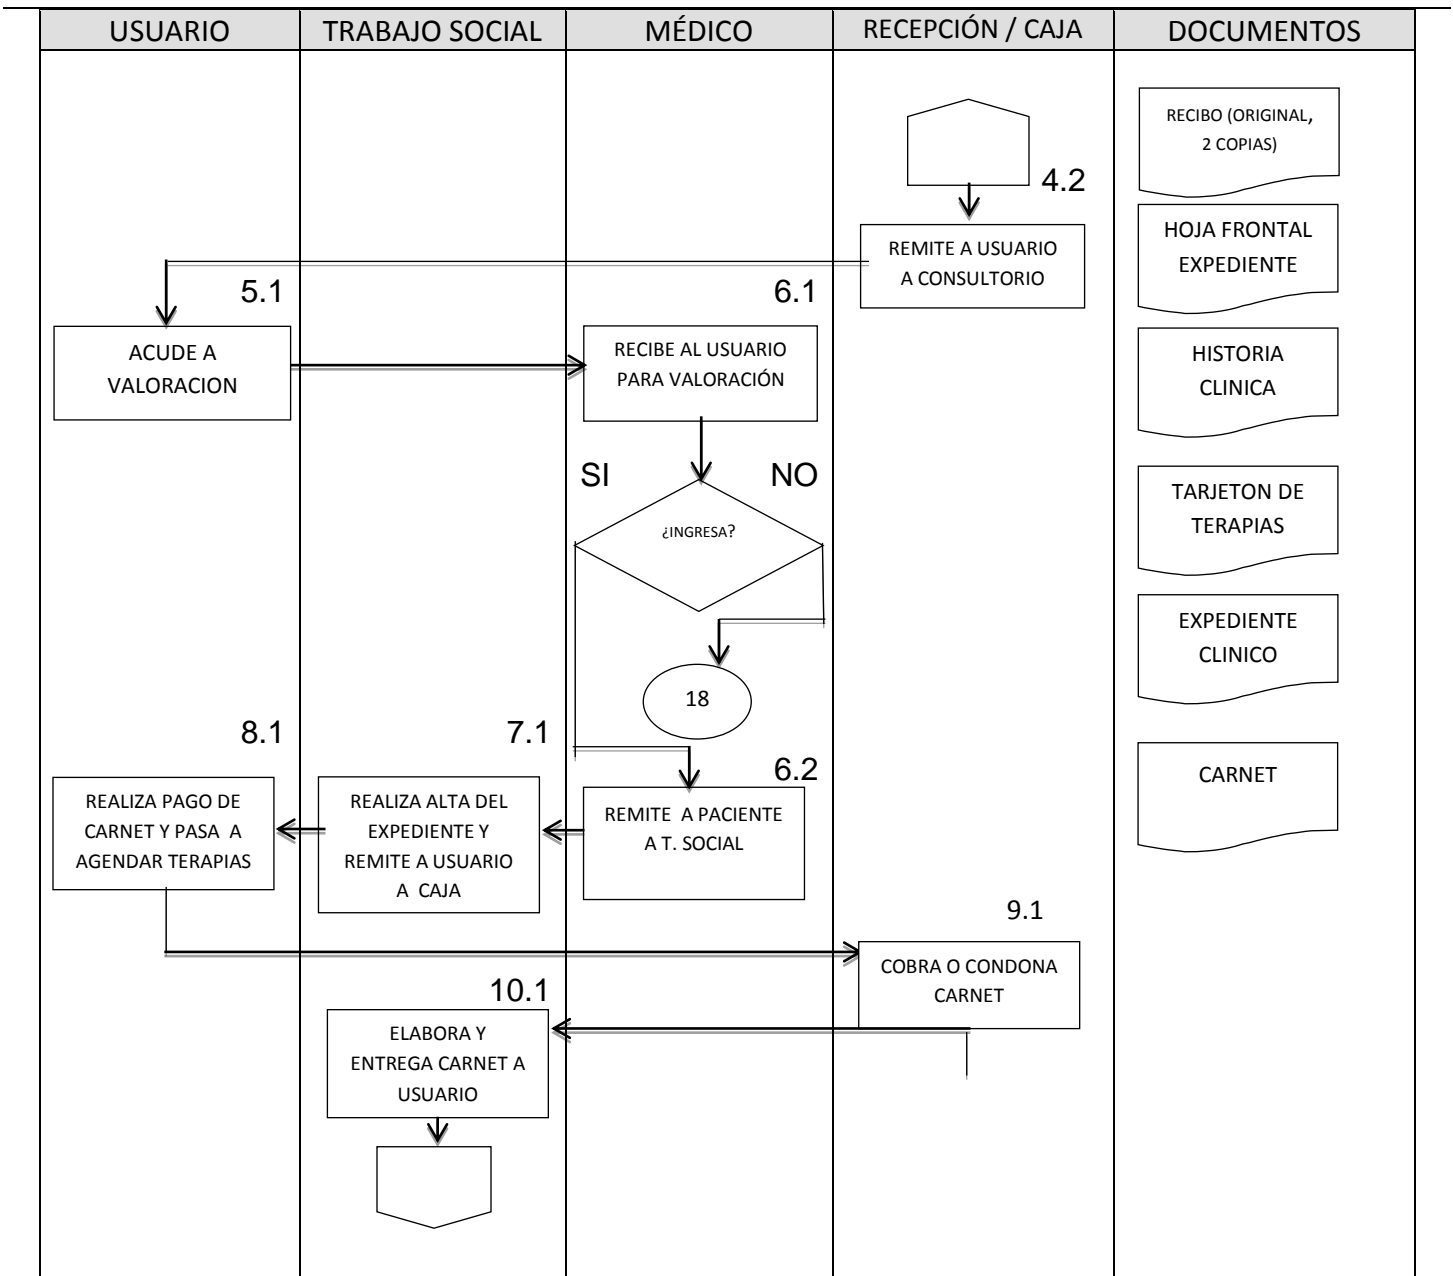 USUARIO
TRABAJO SOCIAL
MÉDICO
RECEPCIÓN / CAJA
DOCUMENTOS
RECIBO (ORIGINAL,
2 COPIAS)
4.2
REMITE A USUARIO
A CONSULTORIO
HOJA FRONTAL
EXPEDIENTE
5.1
6.1
ACUDE A
VALORACION
RECIBE AL USUARIO
PARA VALORACIÓN
HISTORIA
CLINICA
SI
NO
¿INGRESA?
TARJETON DE
TERAPIAS
EXPEDIENTE
CLINICO
18
8.1
7.1
6.2
REALIZA PAGO DE
CARNET Y PASA A
AGENDAR TERAPIAS
REALIZA ALTA DEL
EXPEDIENTE Y
REMITE A USUARIO
A CAJA
REMITE A PACIENTE
A T. SOCIAL
CARNET
9.1
COBRA O CONDONA
CARNET
10.1
ELABORA Y
ENTREGA CARNET A
USUARIO